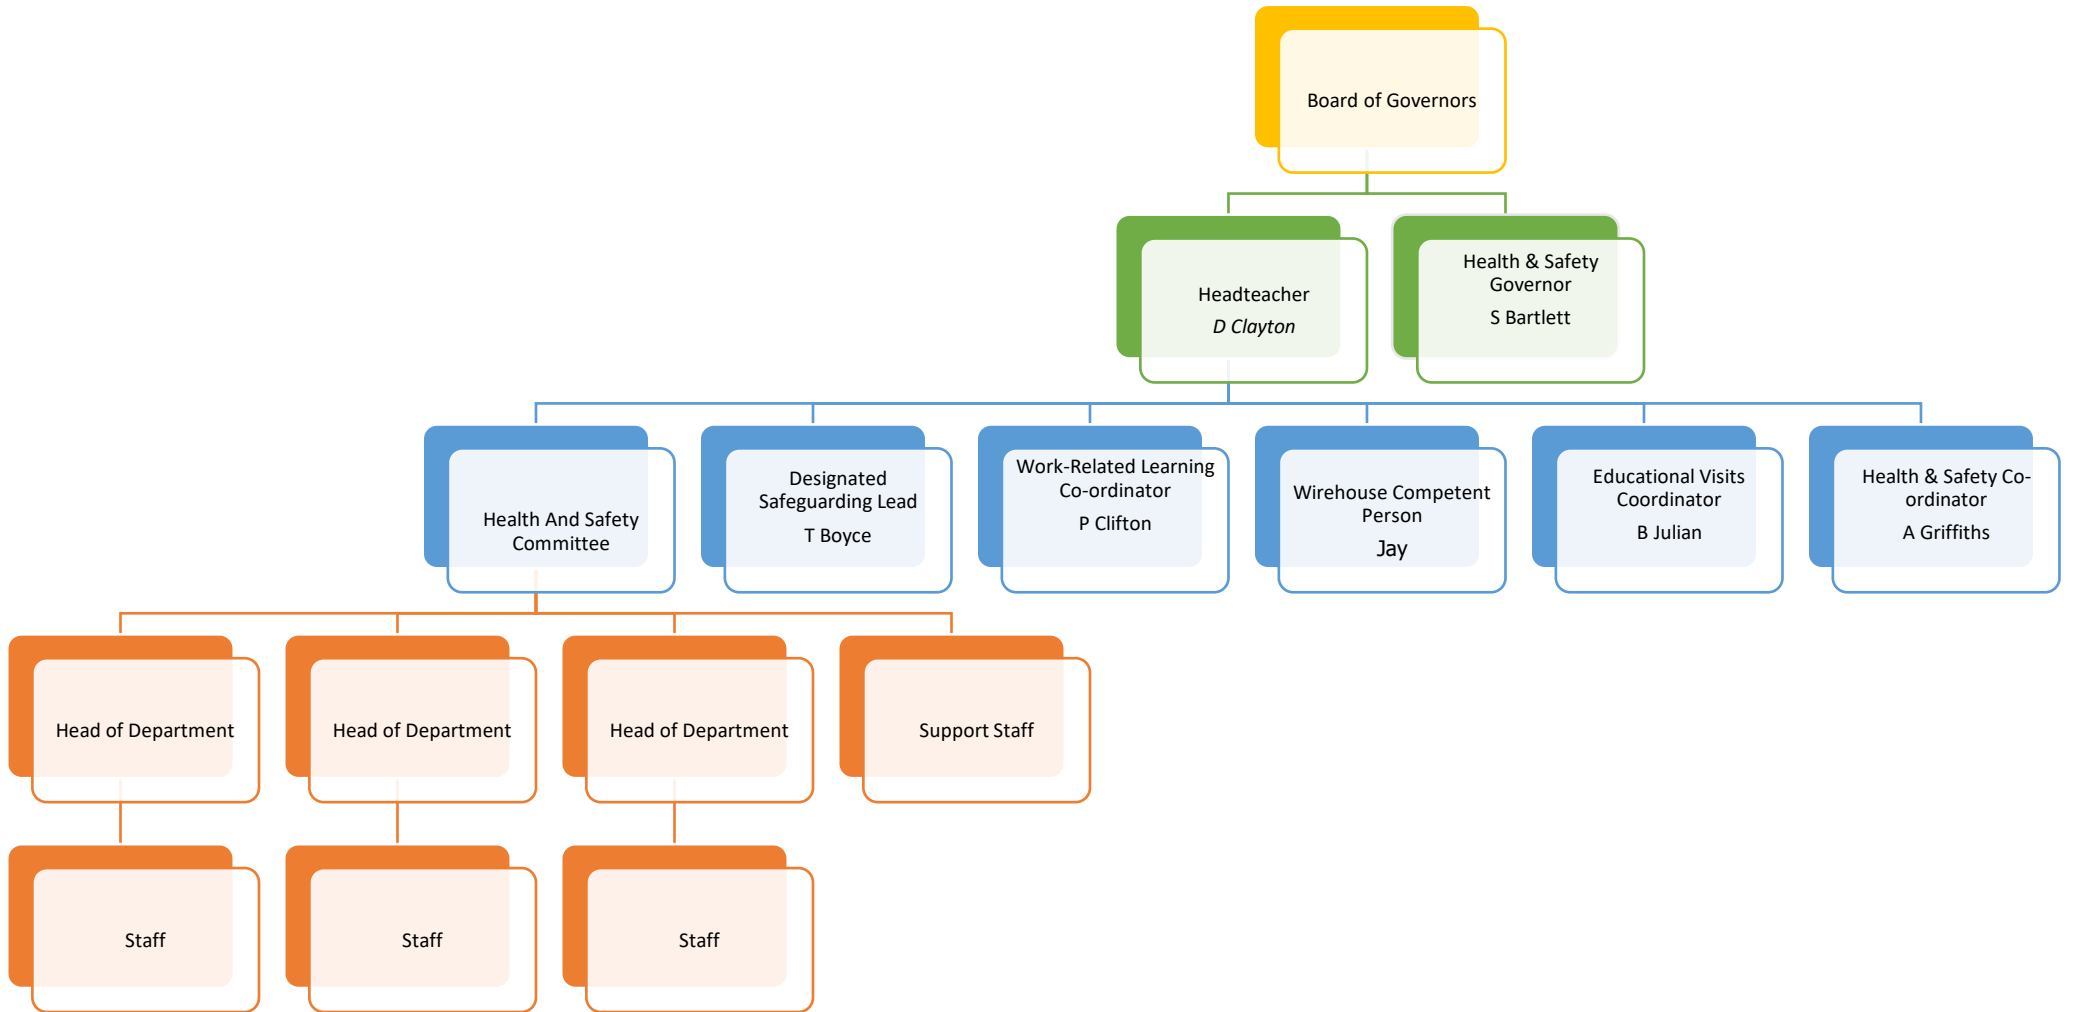 Board of Governors
Headteacher
D Clayton
Health & Safety
Governor
S Bartlett
Health And Safety
Committee
Designated
Safeguarding Lead
T Boyce
Work-Related Learning
Co-ordinator
P Clifton
Wirehouse Competent
Person
Jay
Educational Visits
Coordinator
B Julian
Health & Safety Co-
ordinator
A Griffiths
Head of Department
Head of Department
Head of Department
Support Staff
Staff
Staff
Staff